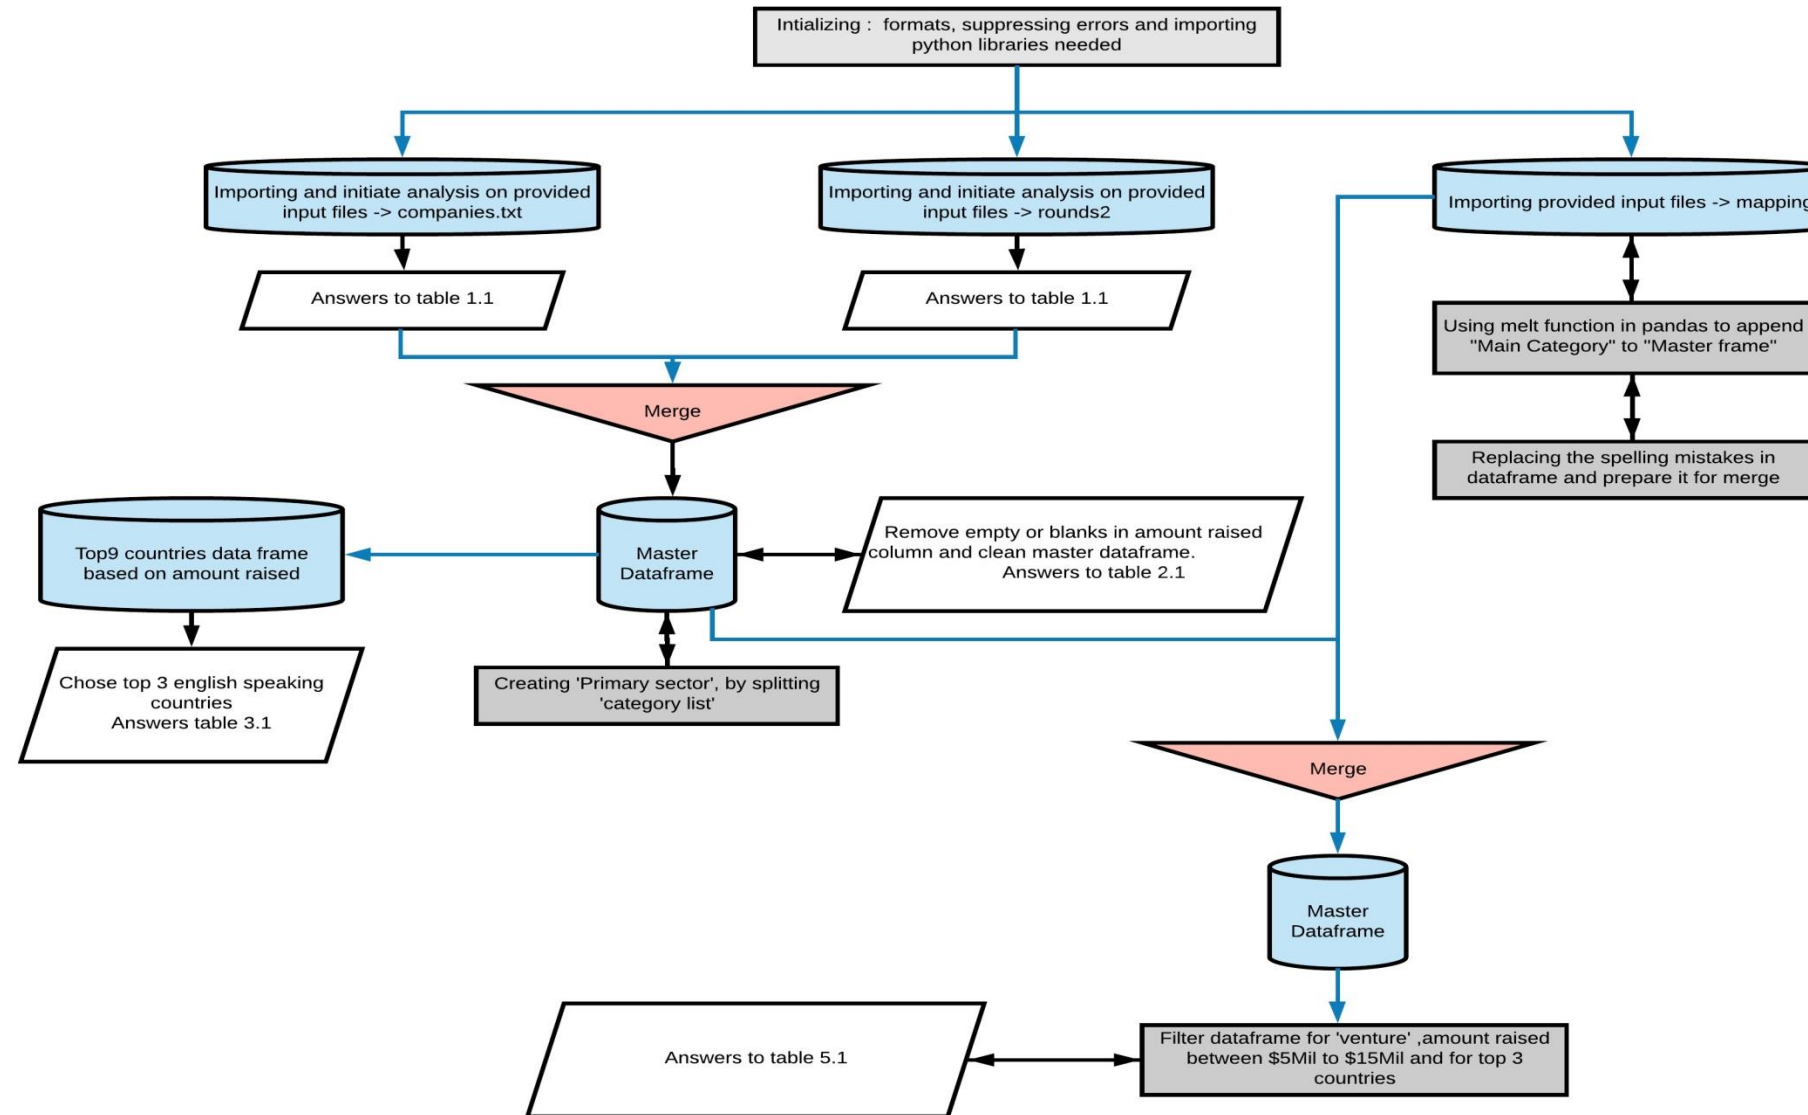 Intializing :  formats, suppressing errors and importing
python libraries needed
Importing and initiate analysis on provided
input files -> companies.txt
Importing and initiate analysis on provided
input files -> rounds2
Importing provided input files -> mapping
Answers to table 1.1
Answers to table 1.1
Using melt function in pandas to append
"Main Category" to "Master frame"
Merge
Replacing the spelling mistakes in
dataframe and prepare it for merge
Top9 countries data frame
based on amount raised
Master
Dataframe
Remove empty or blanks in amount raised
column and clean master dataframe.
Answers to table 2.1
Chose top 3 english speaking
countries
Answers table 3.1
Creating 'Primary sector', by splitting
'category list'
Merge
Master
Dataframe
Answers to table 5.1
Filter dataframe for 'venture' ,amount raised
between $5Mil to $15Mil and for top 3
countries